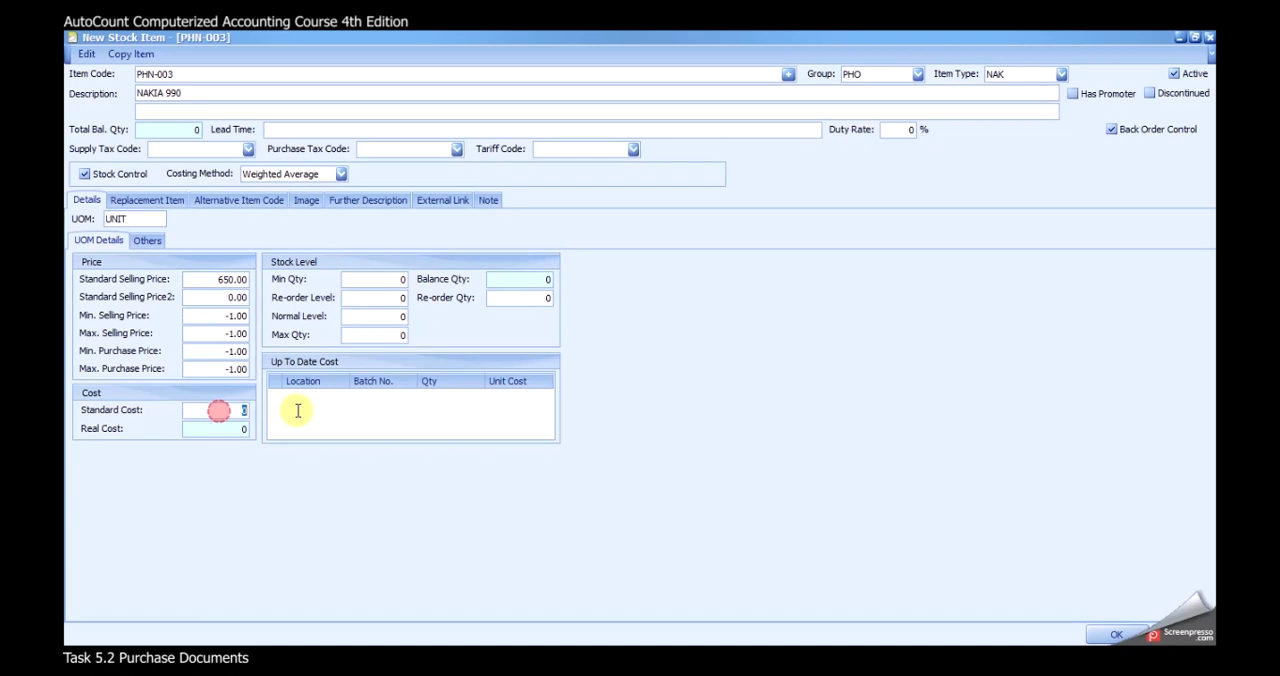 AutoCount Computerized Accounting Course 4th Edition
New Stock Item - [PHN-003]
Edit Copy Item
Item Code: PHN-003 Group: PHO Item Type: NAK Active
Description: NAKIA 990 Has Promoter Discontinued
Total Bal. Qty: 0 Lead Time: Duty Rate: 0 % Back Order Control
Supply Tax Code: Purchase Tax Code: Tariff Code:
Stock Control Costing Method: Weighted Average
Details Replacement Item Alternative Item Code Image Further Description External Link Note
UOM: UNIT
UOM Details Others
Price
Standard Selling Price: 650.00
Standard Selling Price2: 0.00
Min. Selling Price: -1.00
Max. Selling Price: -1.00
Min. Purchase Price: -1.00
Max. Purchase Price: -1.00
Cost
Standard Cost: 0
Real Cost: 0
Stock Level
Min Qty: 0 Balance Qty: 0
Re-order Level: 0 Re-order Qty: 0
Normal Level: 0
Max Qty: 0
Up To Date Cost
Location Batch No. Qty Unit Cost
OK
Screenpresso
.com
Task 5.2 Purchase Documents